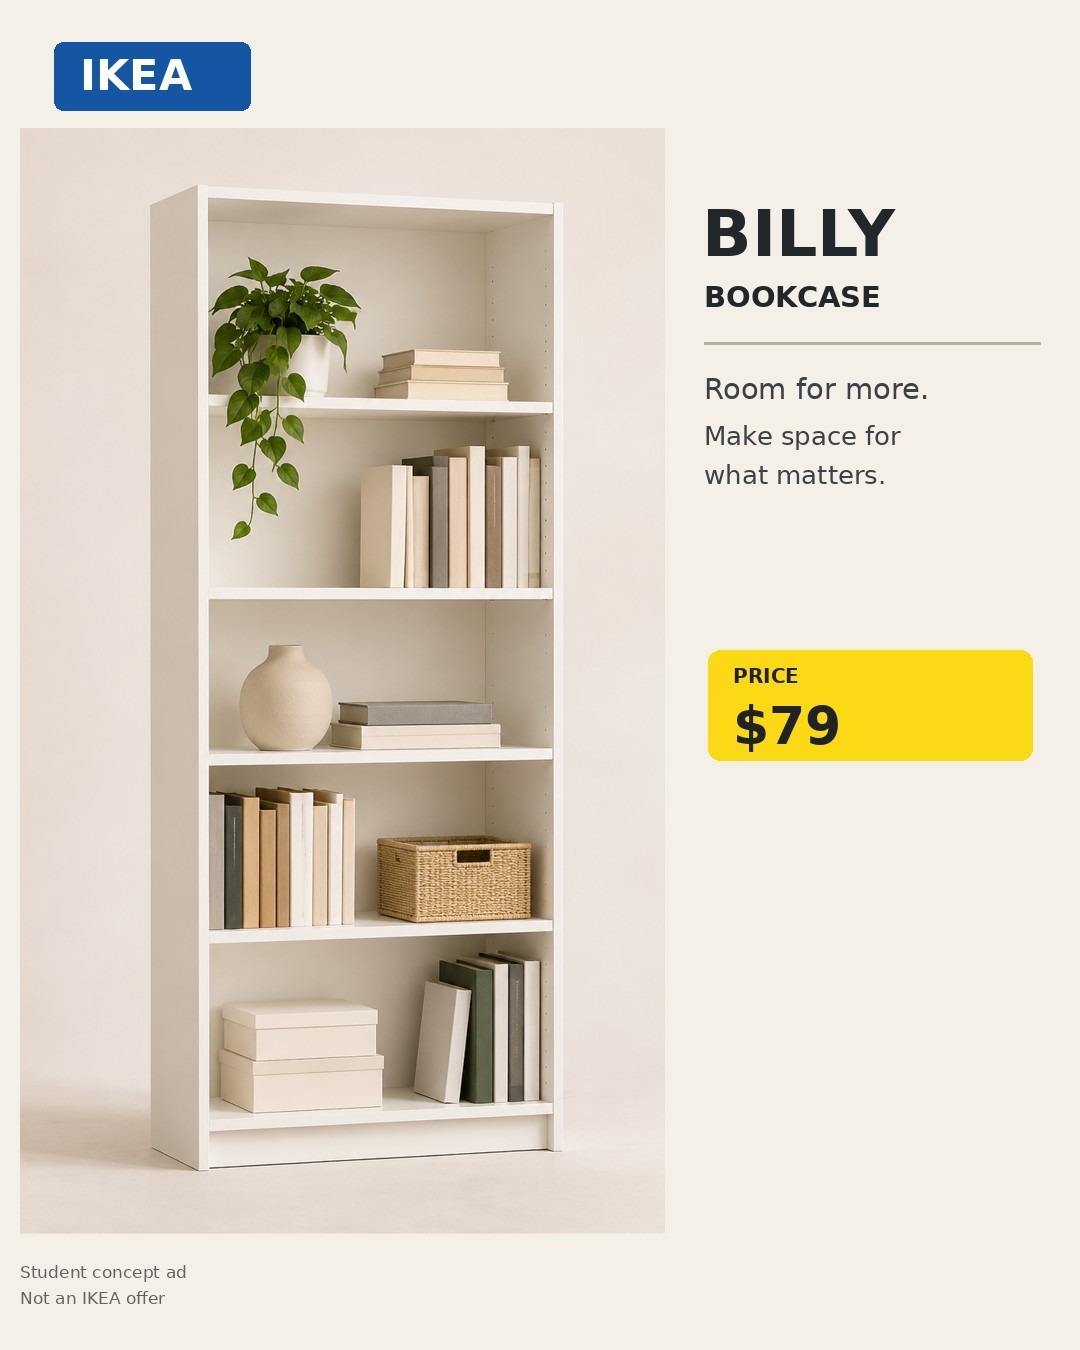 IKEA
BILLY
BOOKCASE
Room for more.
Make space for
what matters.
PRICE
$79
Student concept ad
Not an IKEA offer